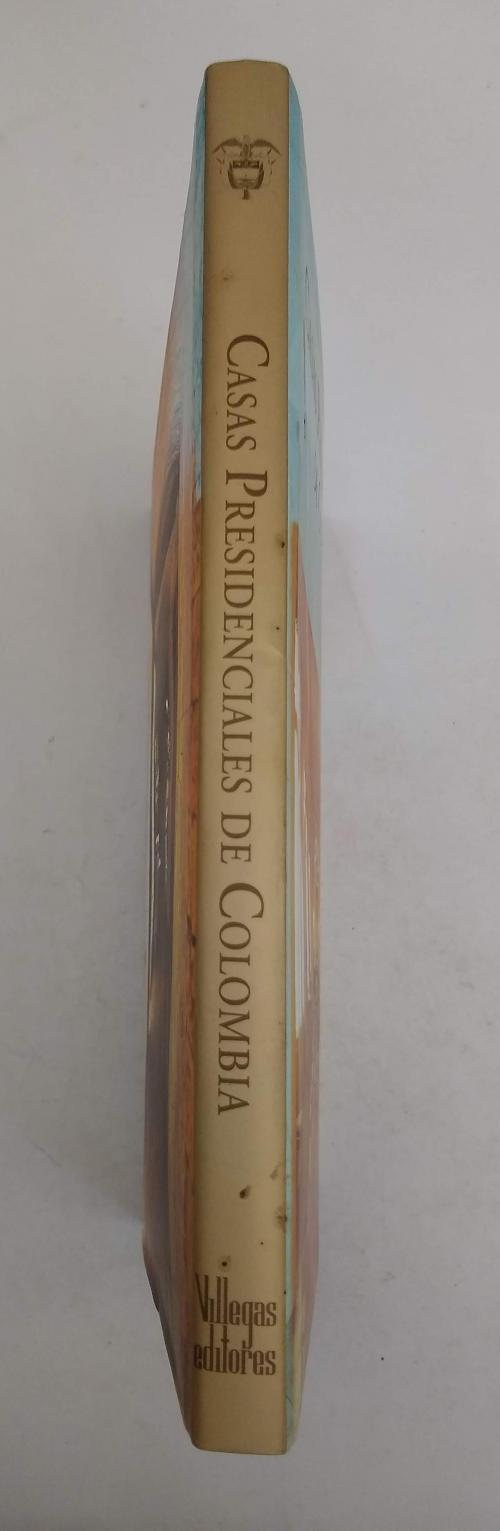 CASAS PRESIDENCIALES DE COLOMBIA
Villegas
editores